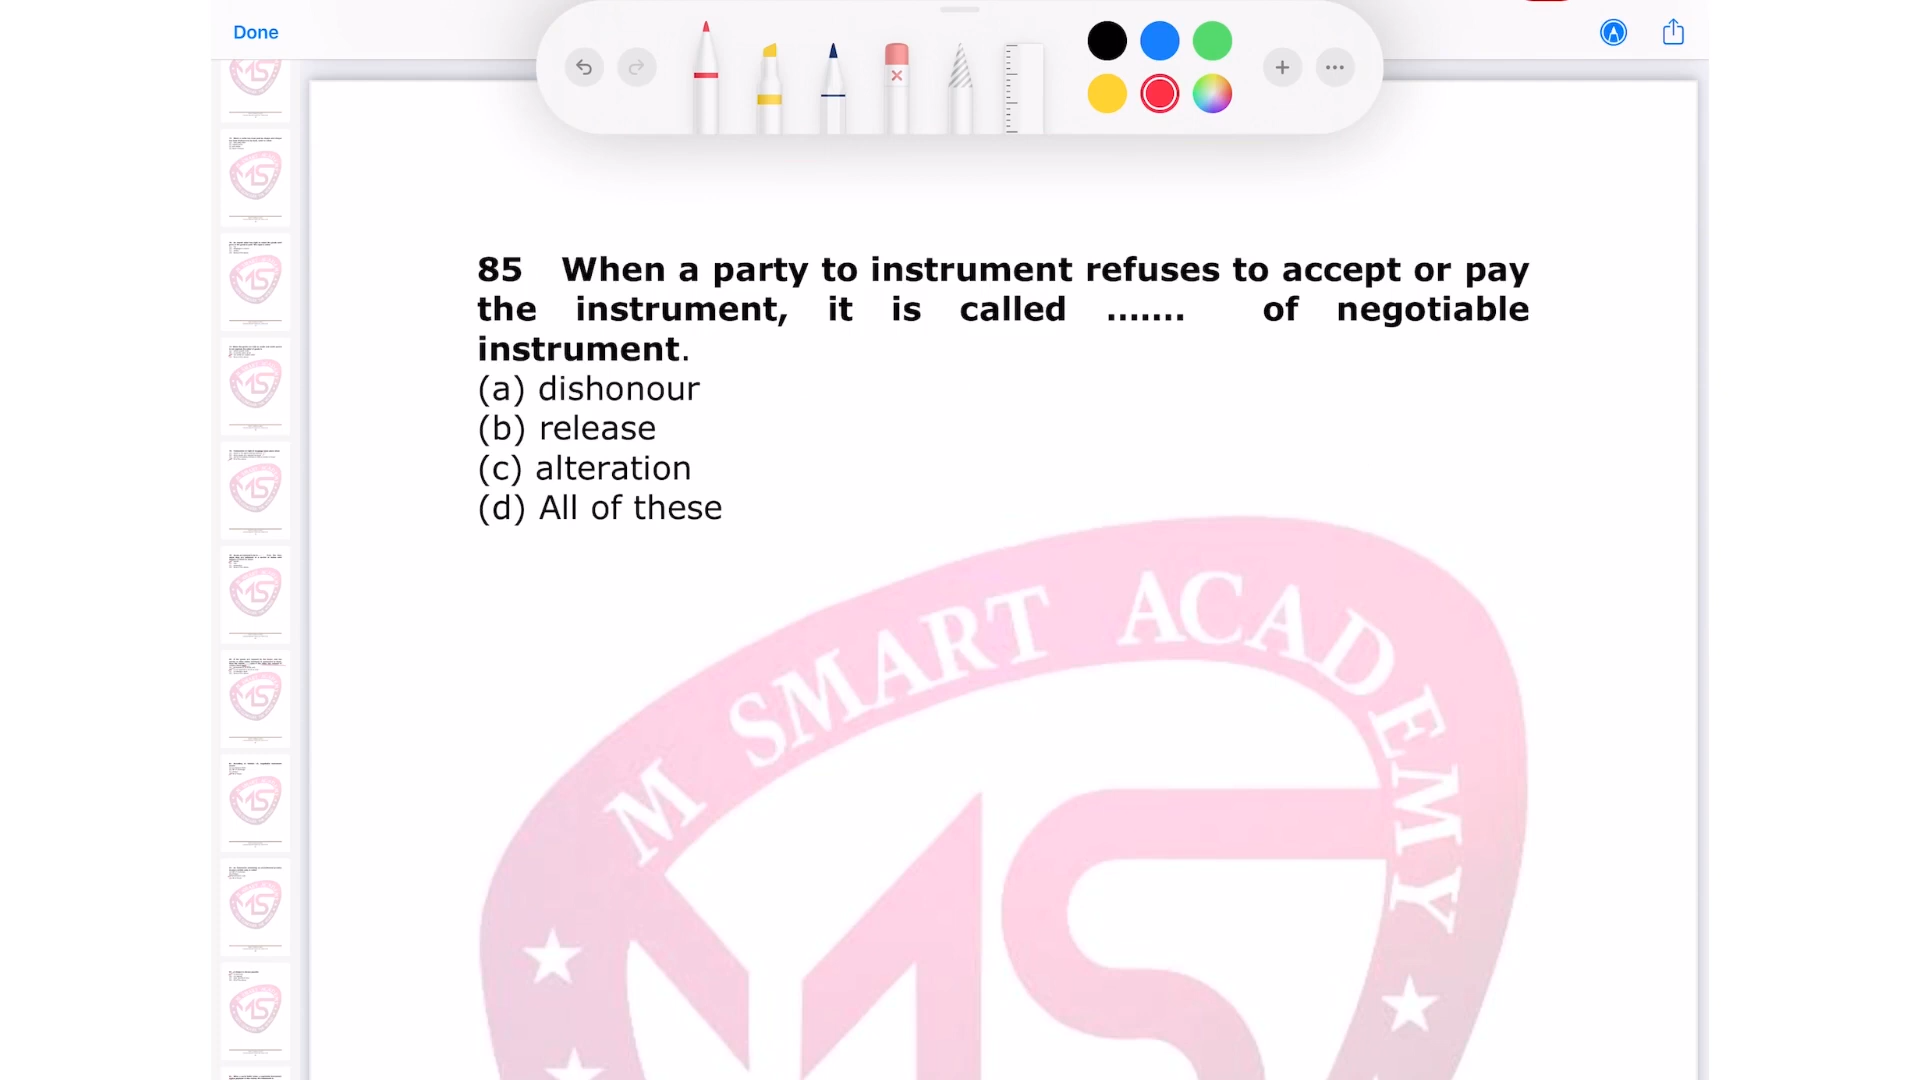 Done
85 When a party to instrument refuses to accept or pay
the instrument, it is called ....... of negotiable
instrument.
(a) dishonour
(b) release
(c) alteration
(d) All of these
M SMART ACADEMY
MS